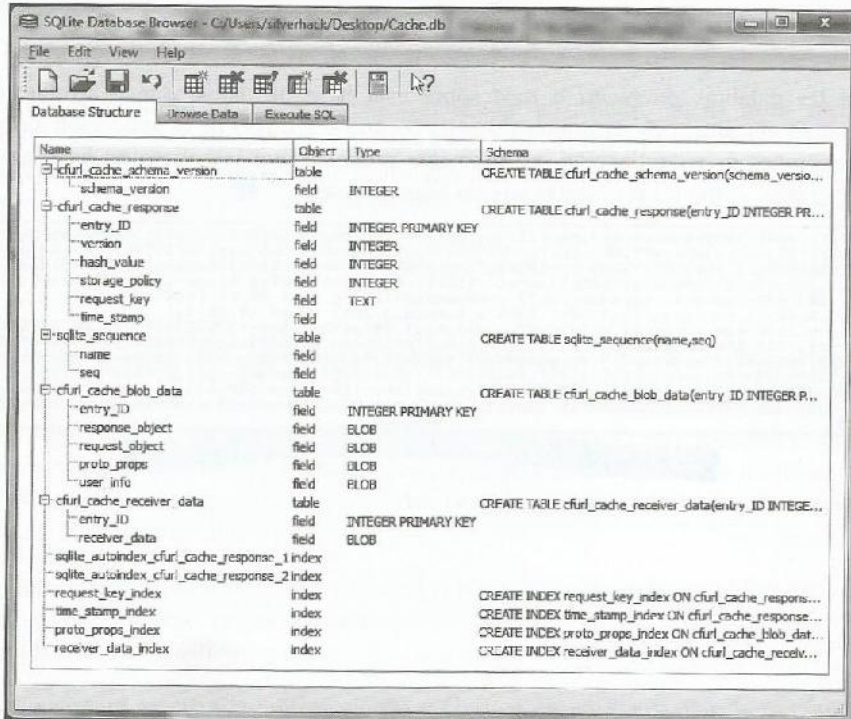 SQLite Database Browser - C:/Users/silverhack/Desktop/Cache.db
File Edit View Help
Database Structure Browse Data Execute SQL
Name Object Type Schema
cfurl_cache_schema_version table CREATE TABLE cfurl_cache_schema_version(schema_versio...
schema_version field INTEGER
cfurl_cache_response table CREATE TABLE cfurl_cache_response(entry_ID INTEGER PR...
entry_ID field INTEGER PRIMARY KEY
version field INTEGER
hash_value field INTEGER
storage_policy field INTEGER
request_key field TEXT
time_stamp field
sqlite_sequence table CREATE TABLE sqlite_sequence(name,seq)
name field
seq field
cfurl_cache_blob_data table CREATE TABLE cfurl_cache_blob_data(entry_ID INTEGER P...
entry_ID field INTEGER PRIMARY KEY
response_object field BLOB
request_object field BLOB
proto_props field BLOB
user_info field BLOB
cfurl_cache_receiver_data table CREATE TABLE cfurl_cache_receiver_data(entry_ID INTEGE...
entry_ID field INTEGER PRIMARY KEY
receiver_data field BLOB
sqlite_autoindex_cfurl_cache_response_1 index
sqlite_autoindex_cfurl_cache_response_2 index
request_key_index index CREATE INDEX request_key_index ON cfurl_cache_respons...
time_stamp_index index CREATE INDEX time_stamp_index ON cfurl_cache_response...
proto_props_index index CREATE INDEX proto_props_index ON cfurl_cache_blob_dat...
receiver_data_index index CREATE INDEX receiver_data_index ON cfurl_cache_receiv...